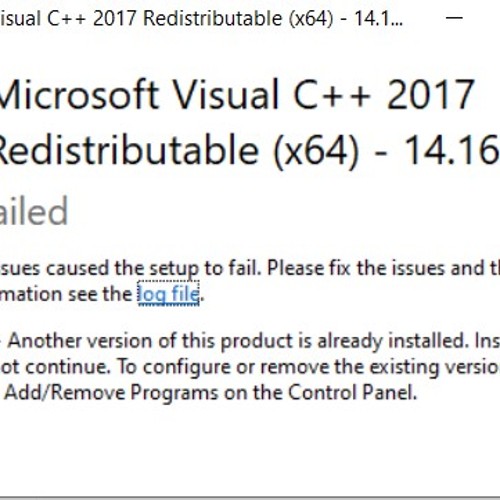 isual C++ 2017 Redistributable (x64) - 14.1...
Microsoft Visual C++ 2017
Redistributable (x64) - 14.16
ailed
sues caused the setup to fail. Please fix the issues and th
mation see the log file.
- Another version of this product is already installed. Ins
ot continue. To configure or remove the existing versio
Add/Remove Programs on the Control Panel.